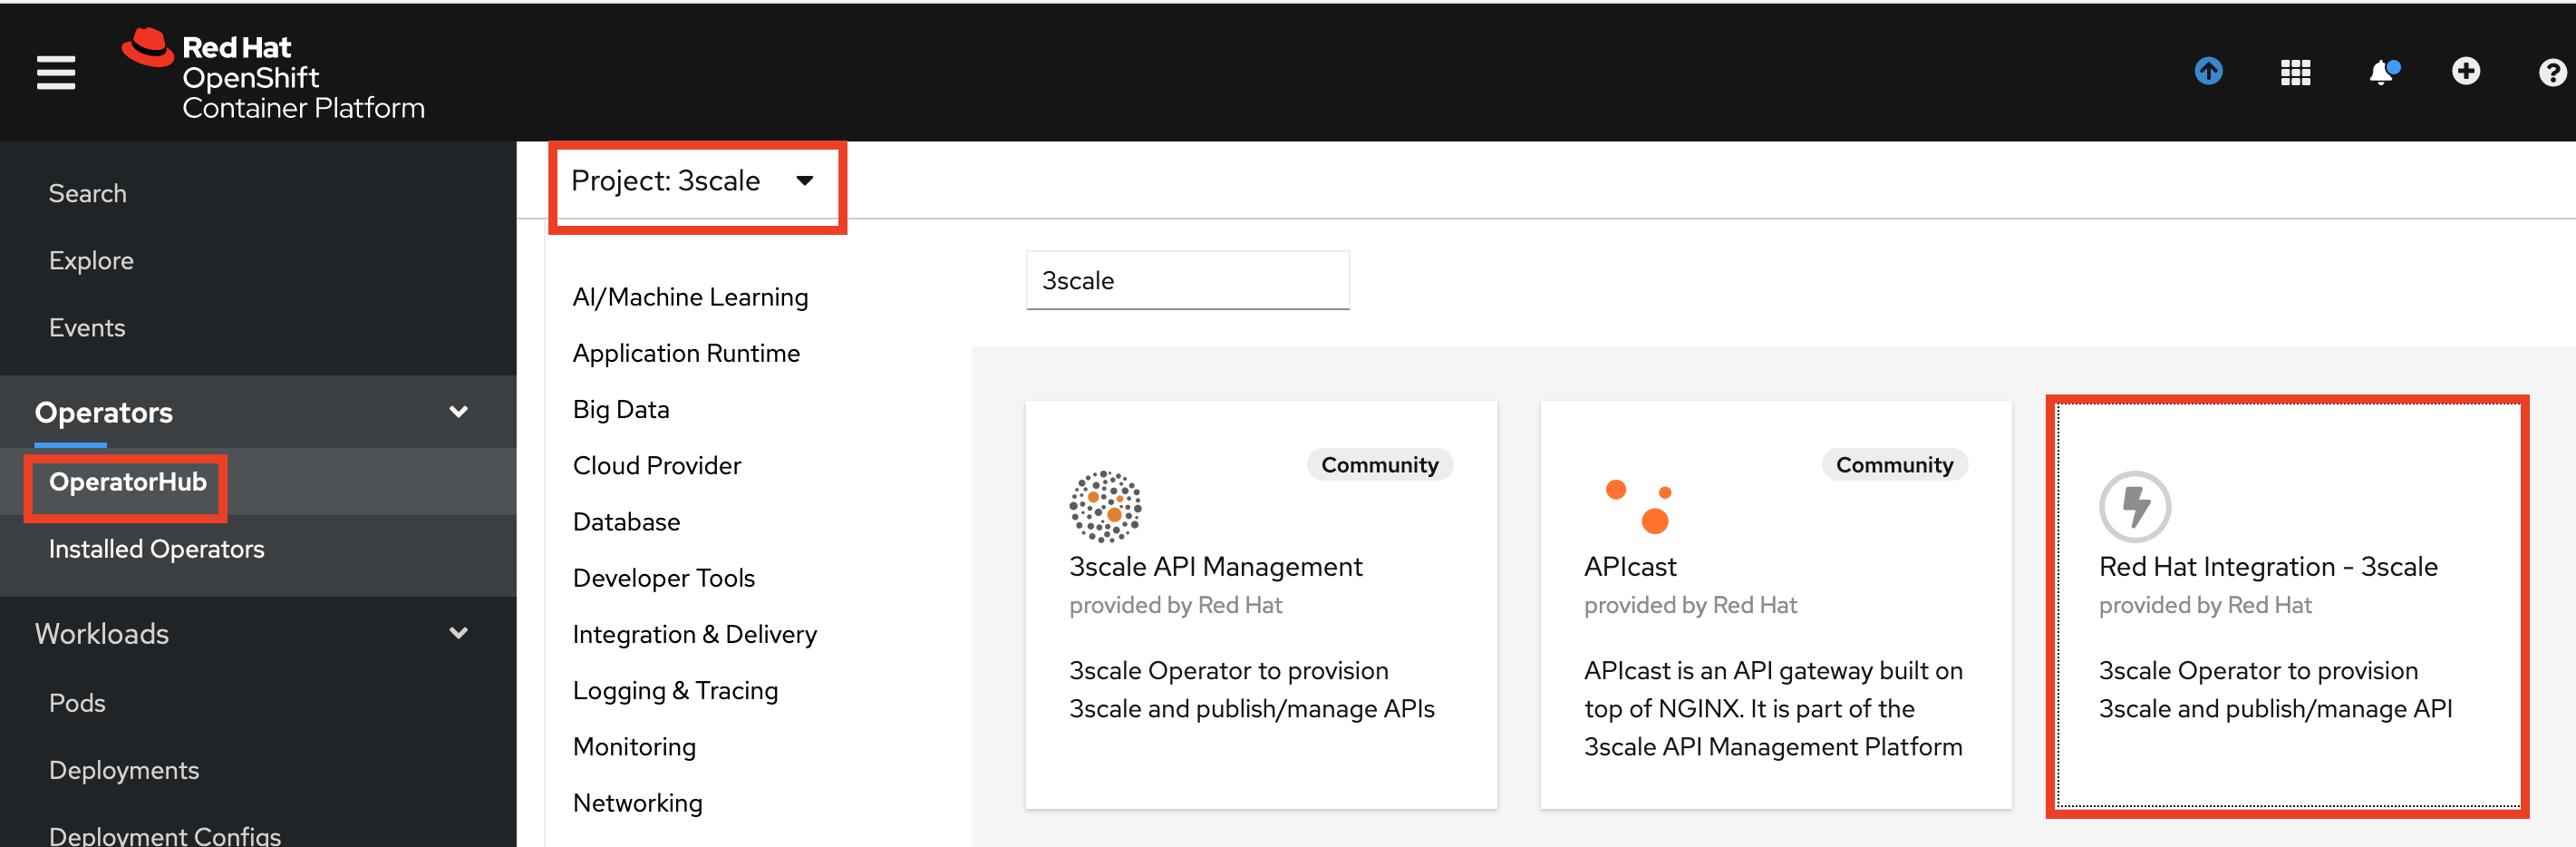 Red Hat
OpenShift
Container Platform
Search
Explore
Events
Operators
OperatorHub
Installed Operators
Workloads
Pods
Deployments
Deployment Configs
Project: 3scale
AI/Machine Learning
Application Runtime
Big Data
Cloud Provider
Database
Developer Tools
Integration & Delivery
Logging & Tracing
Monitoring
Networking
3scale
Community
3scale API Management
provided by Red Hat
3scale Operator to provision
3scale and publish/manage APIs
Community
APIcast
provided by Red Hat
APIcast is an API gateway built on
top of NGINX. It is part of the
3scale API Management Platform
Red Hat Integration - 3scale
provided by Red Hat
3scale Operator to provision
3scale and publish/manage API